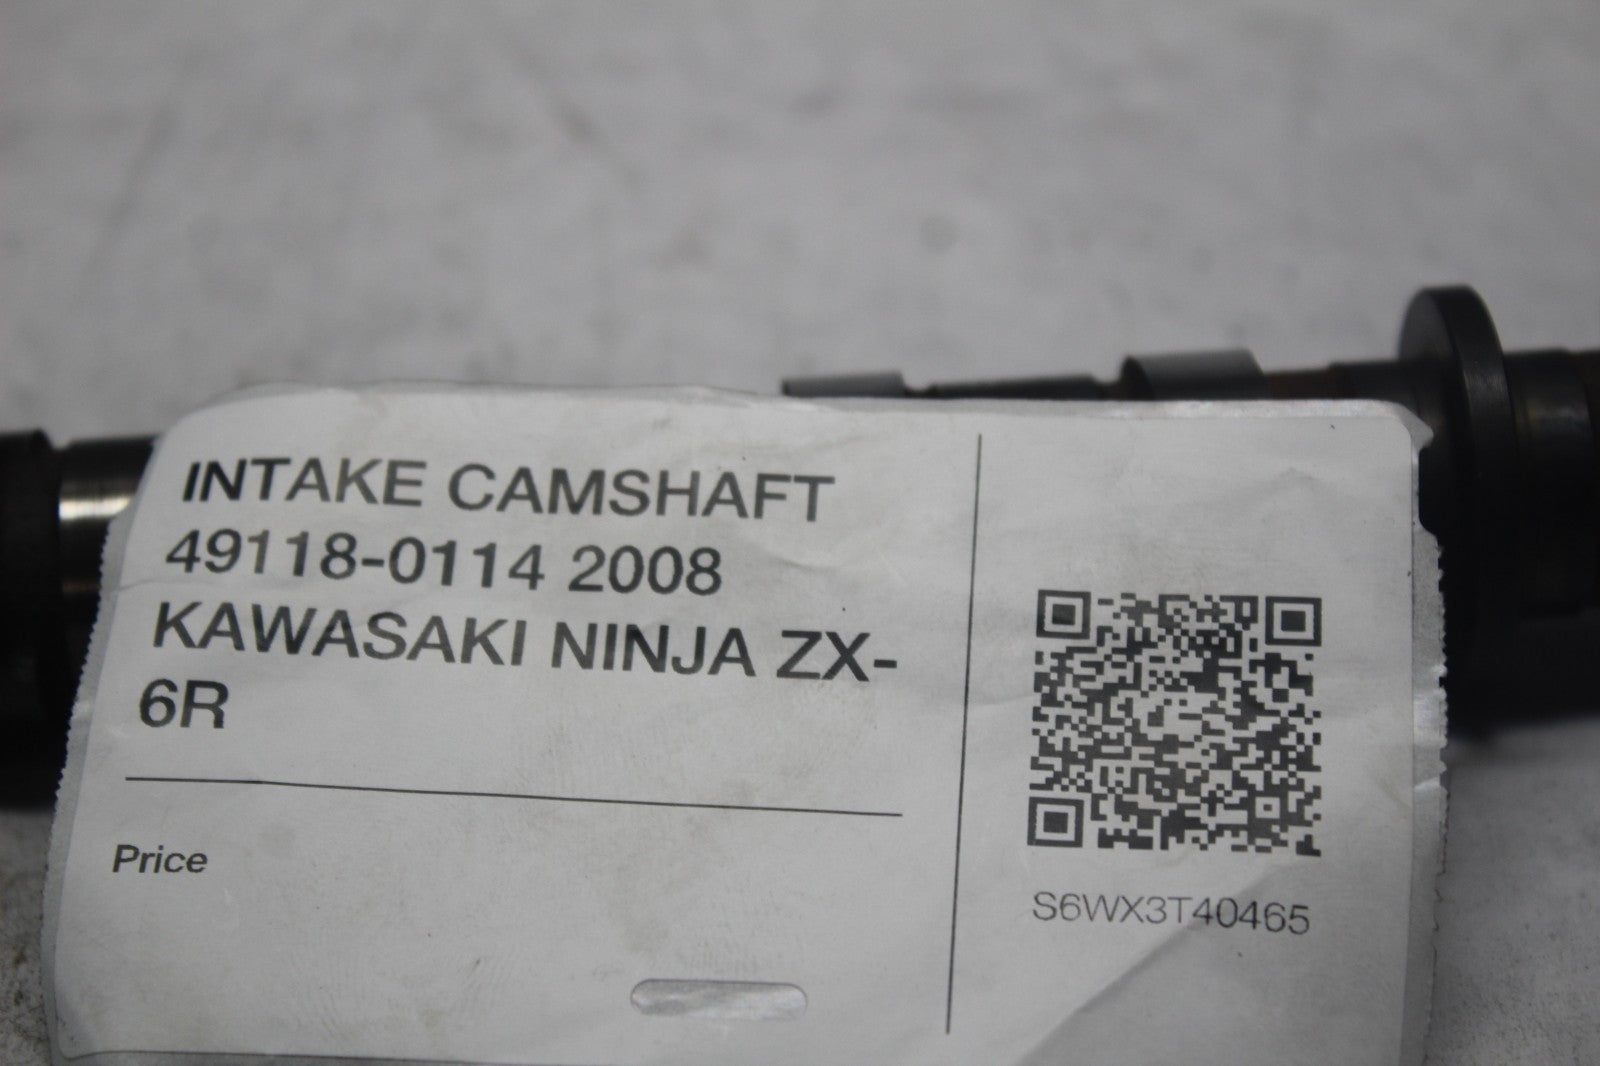 INTAKE CAMSHAFT
49118-0114 2008
KAWASAKI NINJA ZX-
6R
Price
S6WX3T40465